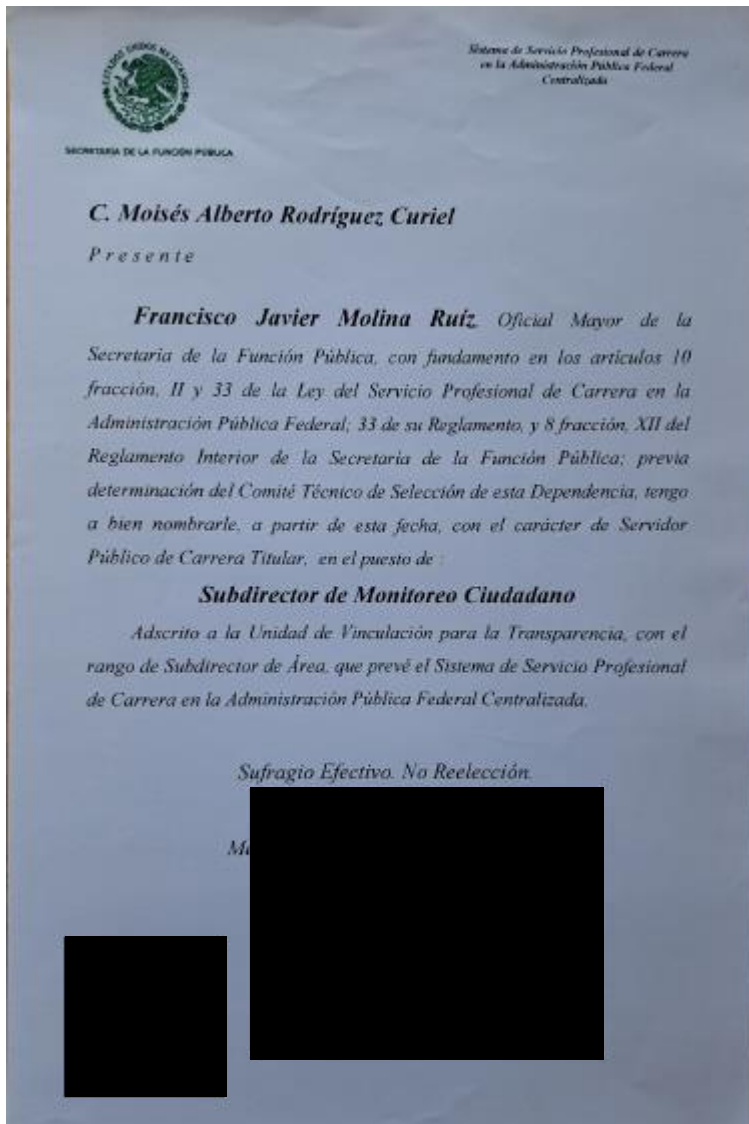 Sistema de Servicio Profesional de Carrera
en la Administración Pública Federal
Centralizada
ESTADOS UNIDOS MEXICANOS
SECRETARÍA DE LA FUNCIÓN PÚBLICA
C. Moisés Alberto Rodríguez Curiel
Presente
Francisco Javier Molina Ruíz, Oficial Mayor de la
Secretaría de la Función Pública, con fundamento en los artículos 10
fracción, II y 33 de la Ley del Servicio Profesional de Carrera en la
Administración Pública Federal; 33 de su Reglamento, y 8 fracción, XII del
Reglamento Interior de la Secretaría de la Función Pública; previa
determinación del Comité Técnico de Selección de esta Dependencia, tengo
a bien nombrarle, a partir de esta fecha, con el carácter de Servidor
Público de Carrera Titular, en el puesto de :
Subdirector de Monitoreo Ciudadano
Adscrito a la Unidad de Vinculación para la Transparencia, con el
rango de Subdirector de Área, que prevé el Sistema de Servicio Profesional
de Carrera en la Administración Pública Federal Centralizada.
Sufragio Efectivo. No Reelección.